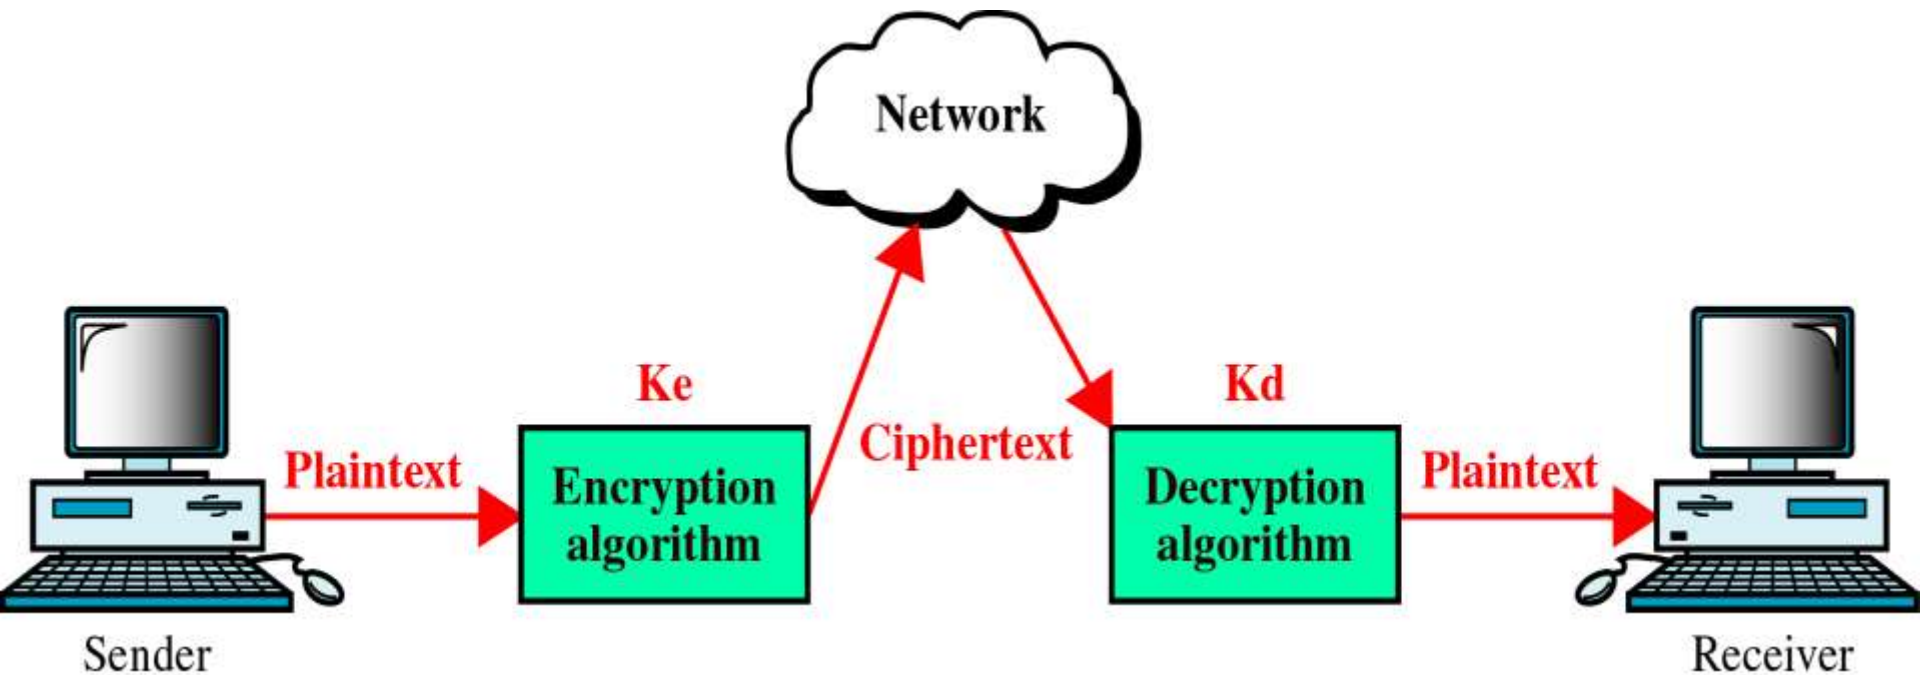 Network
Ke
Kd
Ciphertext
Plaintext
Plaintext
Encryption
algorithm
Decryption
algorithm
Sender
Receiver